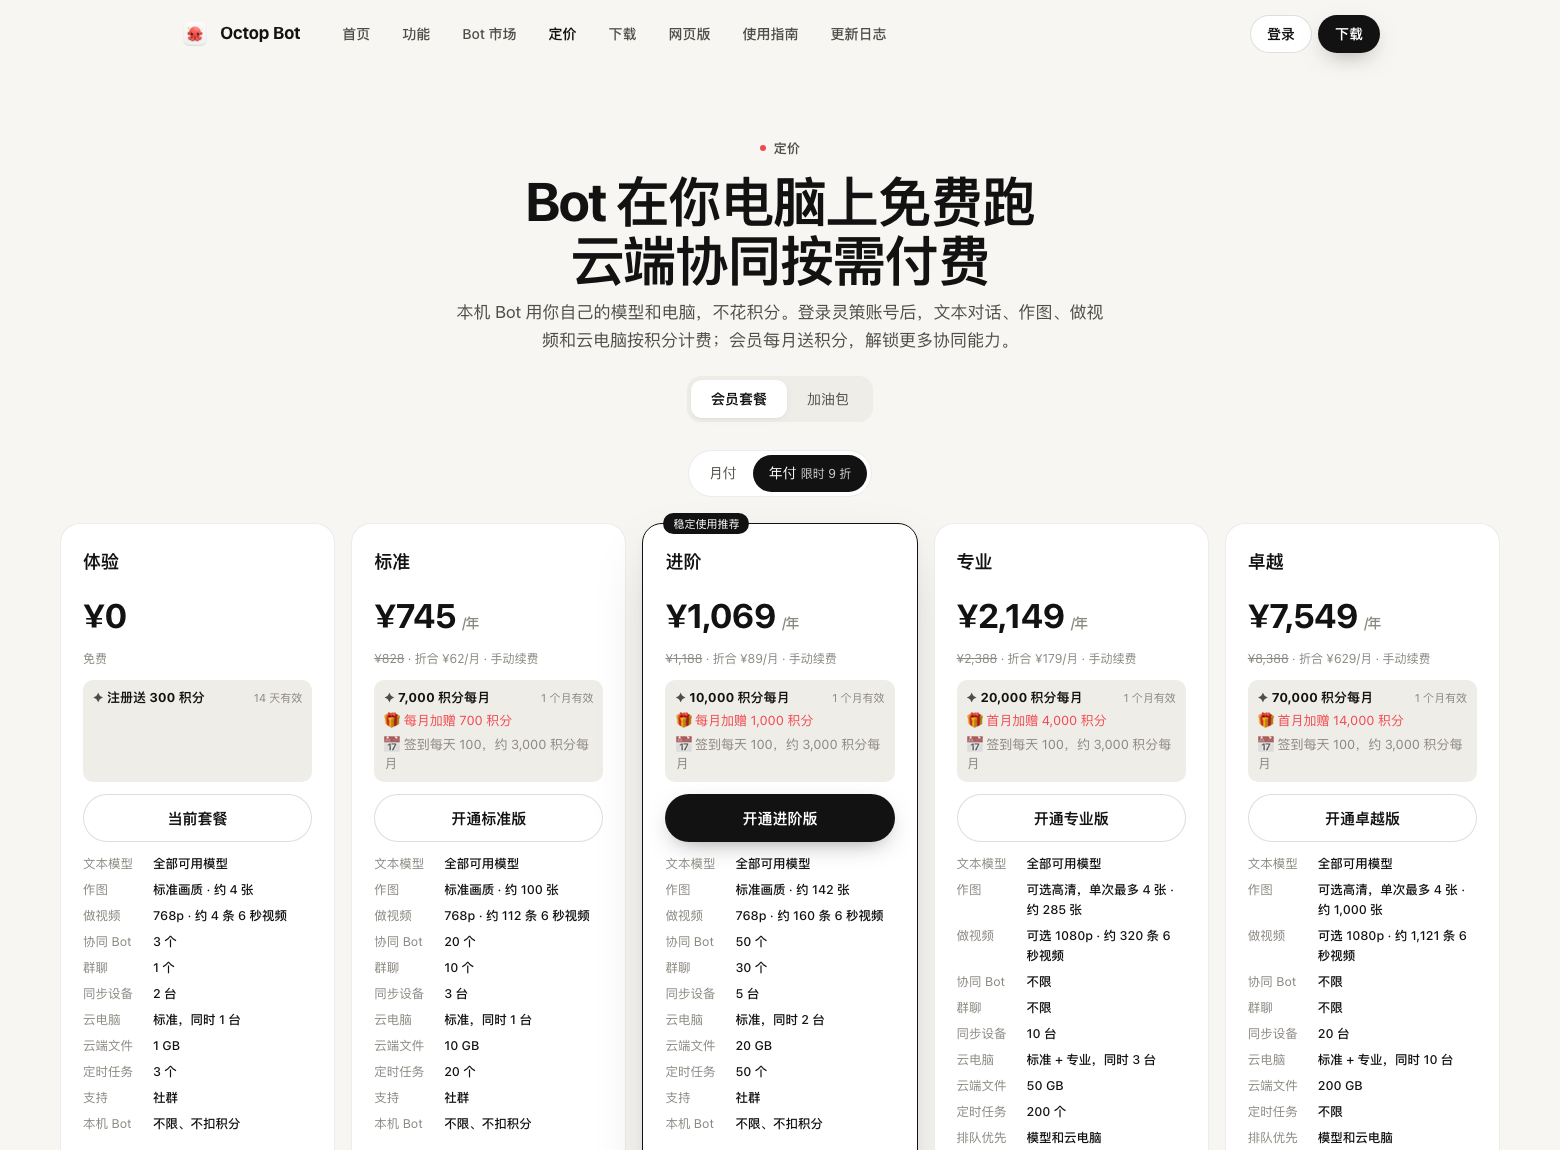 Octop Bot
首页
功能
Bot 市场
定价
下载
网页版
使用指南
更新日志
登录
下载
定价
Bot 在你电脑上免费跑
云端协同按需付费
本机 Bot 用你自己的模型和电脑，不花积分。登录灵策账号后，文本对话、作图、做视
频和云电脑按积分计费；会员每月送积分，解锁更多协同能力。
会员套餐
加油包
月付
年付 限时 9 折
体验
¥0
免费
✦ 注册送 300 积分 14 天有效
当前套餐
文本模型 全部可用模型
作图 标准画质 · 约 4 张
做视频 768p · 约 4 条 6 秒视频
协同 Bot 3 个
群聊 1 个
同步设备 2 台
云电脑 标准，同时 1 台
云端文件 1 GB
定时任务 3 个
支持 社群
本机 Bot 不限、不扣积分
标准
¥745 /年
¥828 · 折合 ¥62/月 · 手动续费
✦ 7,000 积分每月 1 个月有效
🎁 每月加赠 700 积分
📅 签到每天 100，约 3,000 积分每
月
开通标准版
文本模型 全部可用模型
作图 标准画质 · 约 100 张
做视频 768p · 约 112 条 6 秒视频
协同 Bot 20 个
群聊 10 个
同步设备 3 台
云电脑 标准，同时 1 台
云端文件 10 GB
定时任务 20 个
支持 社群
本机 Bot 不限、不扣积分
稳定使用推荐
进阶
¥1,069 /年
¥1,188 · 折合 ¥89/月 · 手动续费
✦ 10,000 积分每月 1 个月有效
🎁 每月加赠 1,000 积分
📅 签到每天 100，约 3,000 积分每
月
开通进阶版
文本模型 全部可用模型
作图 标准画质 · 约 142 张
做视频 768p · 约 160 条 6 秒视频
协同 Bot 50 个
群聊 30 个
同步设备 5 台
云电脑 标准，同时 2 台
云端文件 20 GB
定时任务 50 个
支持 社群
本机 Bot 不限、不扣积分
专业
¥2,149 /年
¥2,388 · 折合 ¥179/月 · 手动续费
✦ 20,000 积分每月 1 个月有效
🎁 首月加赠 4,000 积分
📅 签到每天 100，约 3,000 积分每
月
开通专业版
文本模型 全部可用模型
作图 可选高清，单次最多 4 张 ·
约 285 张
做视频 可选 1080p · 约 320 条 6
秒视频
协同 Bot 不限
群聊 不限
同步设备 10 台
云电脑 标准 + 专业，同时 3 台
云端文件 50 GB
定时任务 200 个
排队优先 模型和云电脑
卓越
¥7,549 /年
¥8,388 · 折合 ¥629/月 · 手动续费
✦ 70,000 积分每月 1 个月有效
🎁 首月加赠 14,000 积分
📅 签到每天 100，约 3,000 积分每
月
开通卓越版
文本模型 全部可用模型
作图 可选高清，单次最多 4 张 ·
约 1,000 张
做视频 可选 1080p · 约 1,121 条 6
秒视频
协同 Bot 不限
群聊 不限
同步设备 20 台
云电脑 标准 + 专业，同时 10 台
云端文件 200 GB
定时任务 不限
排队优先 模型和云电脑